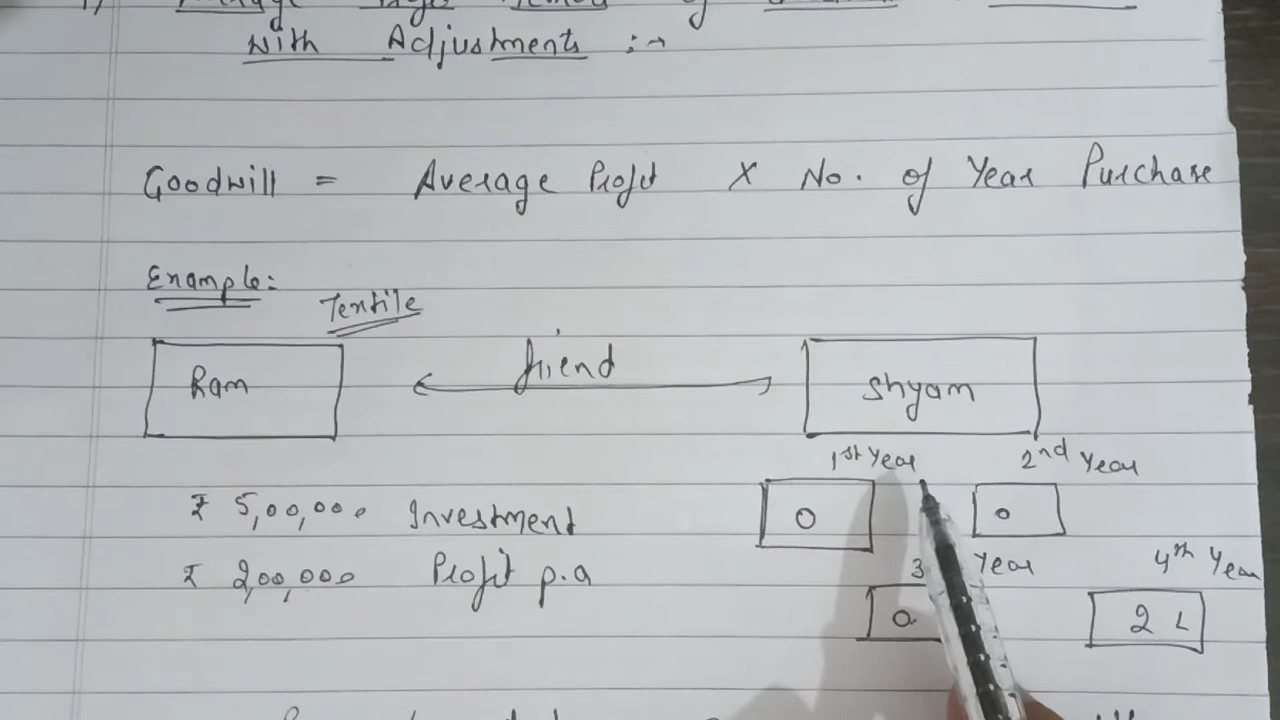 with Adjustments :→
Goodwill = Average Profit X No. of Year Purchase
Example:
Textile
Ram
friend
Shyam
1st Year
2nd Year
₹ 5,00,000 Investment
0
0
₹ 2,00,000 Profit p.a
3 Year
4th Year
0
2 L